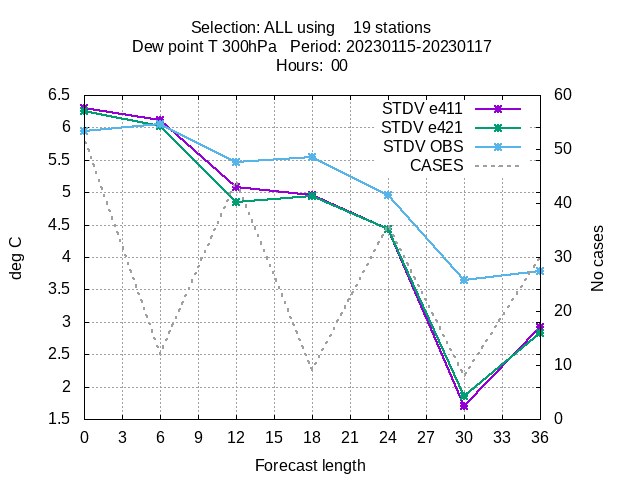 Selection: ALL using    19 stations
Dew point T 300hPa   Period: 20230115-20230117
Hours:  00
STDV e411
STDV e421
STDV OBS
CASES
6.5
6
5.5
5
4.5
4
3.5
3
2.5
2
1.5
deg C
60
50
40
30
20
10
0
No cases
0 3 6 9 12 15 18 21 24 27 30 33 36
Forecast length